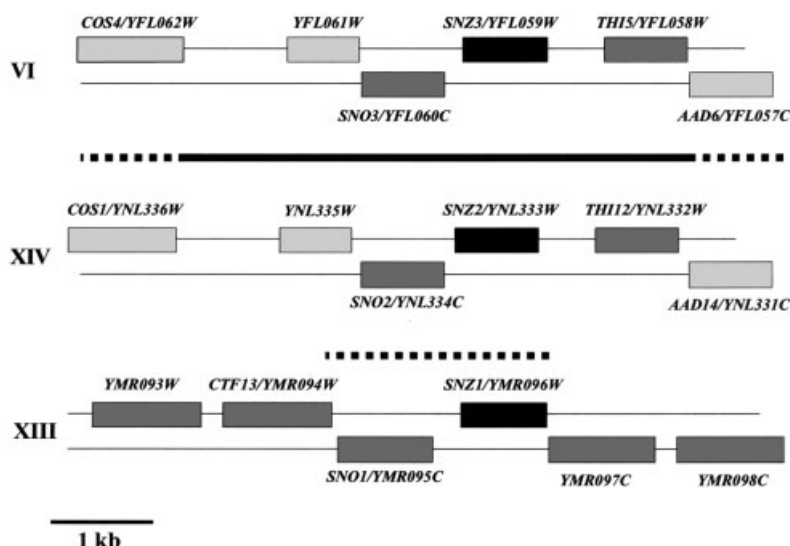 COS4/YFL062W YFL061W SNZ3/YFL059W THI5/YFL058W
VI
SNO3/YFL060C AAD6/YFL057C
COS1/YNL336W YNL335W SNZ2/YNL333W THI12/YNL332W
XIV
SNO2/YNL334C AAD14/YNL331C
YMR093W CTF13/YMR094W SNZ1/YMR096W
XIII
SNO1/YMR095C YMR097C YMR098C
1 kb